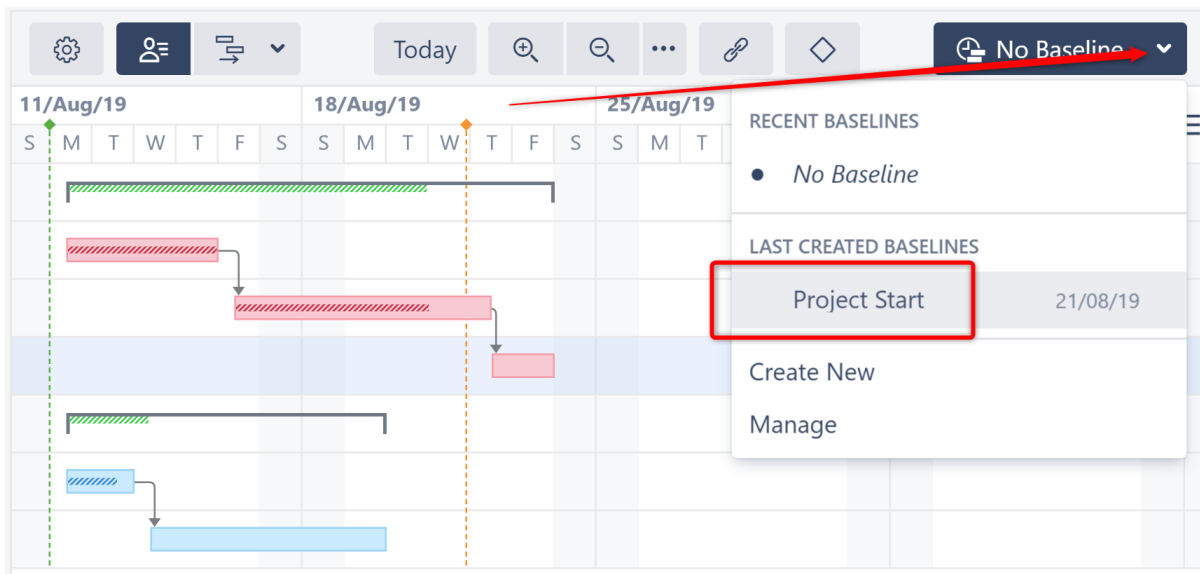 Today
No Baseline
11/Aug/19 18/Aug/19 25/Aug/19
S M T W T F S S M T W T F S S M T
RECENT BASELINES
No Baseline
LAST CREATED BASELINES
Project Start 21/08/19
Create New
Manage